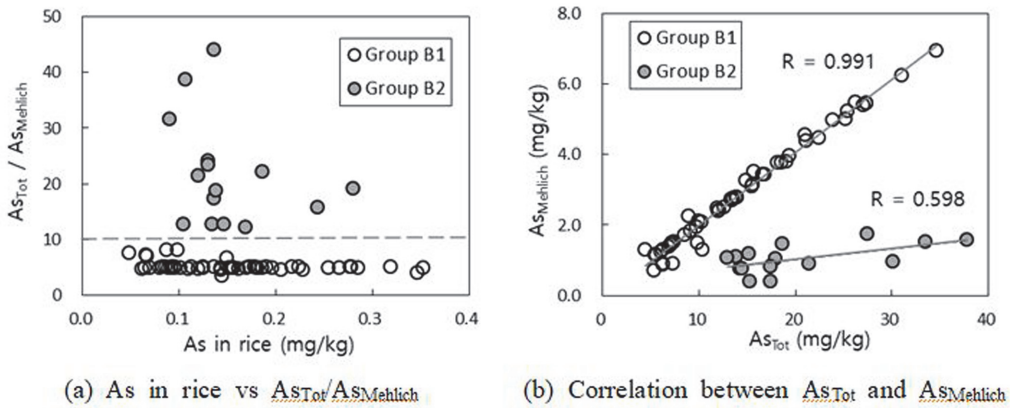 50
40
30
20
10
0
0.0
0.1
0.2
0.3
0.4
As in rice (mg/kg)
AsTot / AsMehlich
Group B1
Group B2
(a) As in rice vs AsTot/AsMehlich
8.0
6.0
4.0
2.0
0.0
0
10
20
30
40
AsTot (mg/kg)
AsMehlich (mg/kg)
Group B1
Group B2
R = 0.991
R = 0.598
(b) Correlation between AsTot and AsMehlich